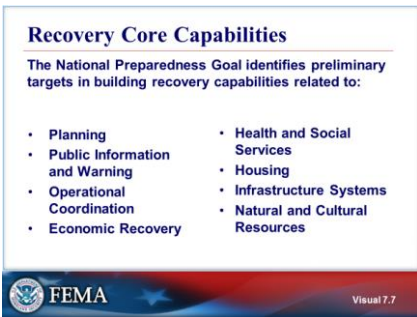 Recovery Core Capabilities
The National Preparedness Goal identifies preliminary
targets in building recovery capabilities related to:
• Planning
• Public Information
and Warning
• Operational
Coordination
• Economic Recovery
• Health and Social
Services
• Housing
• Infrastructure Systems
• Natural and Cultural
Resources
FEMA
Visual 7.7